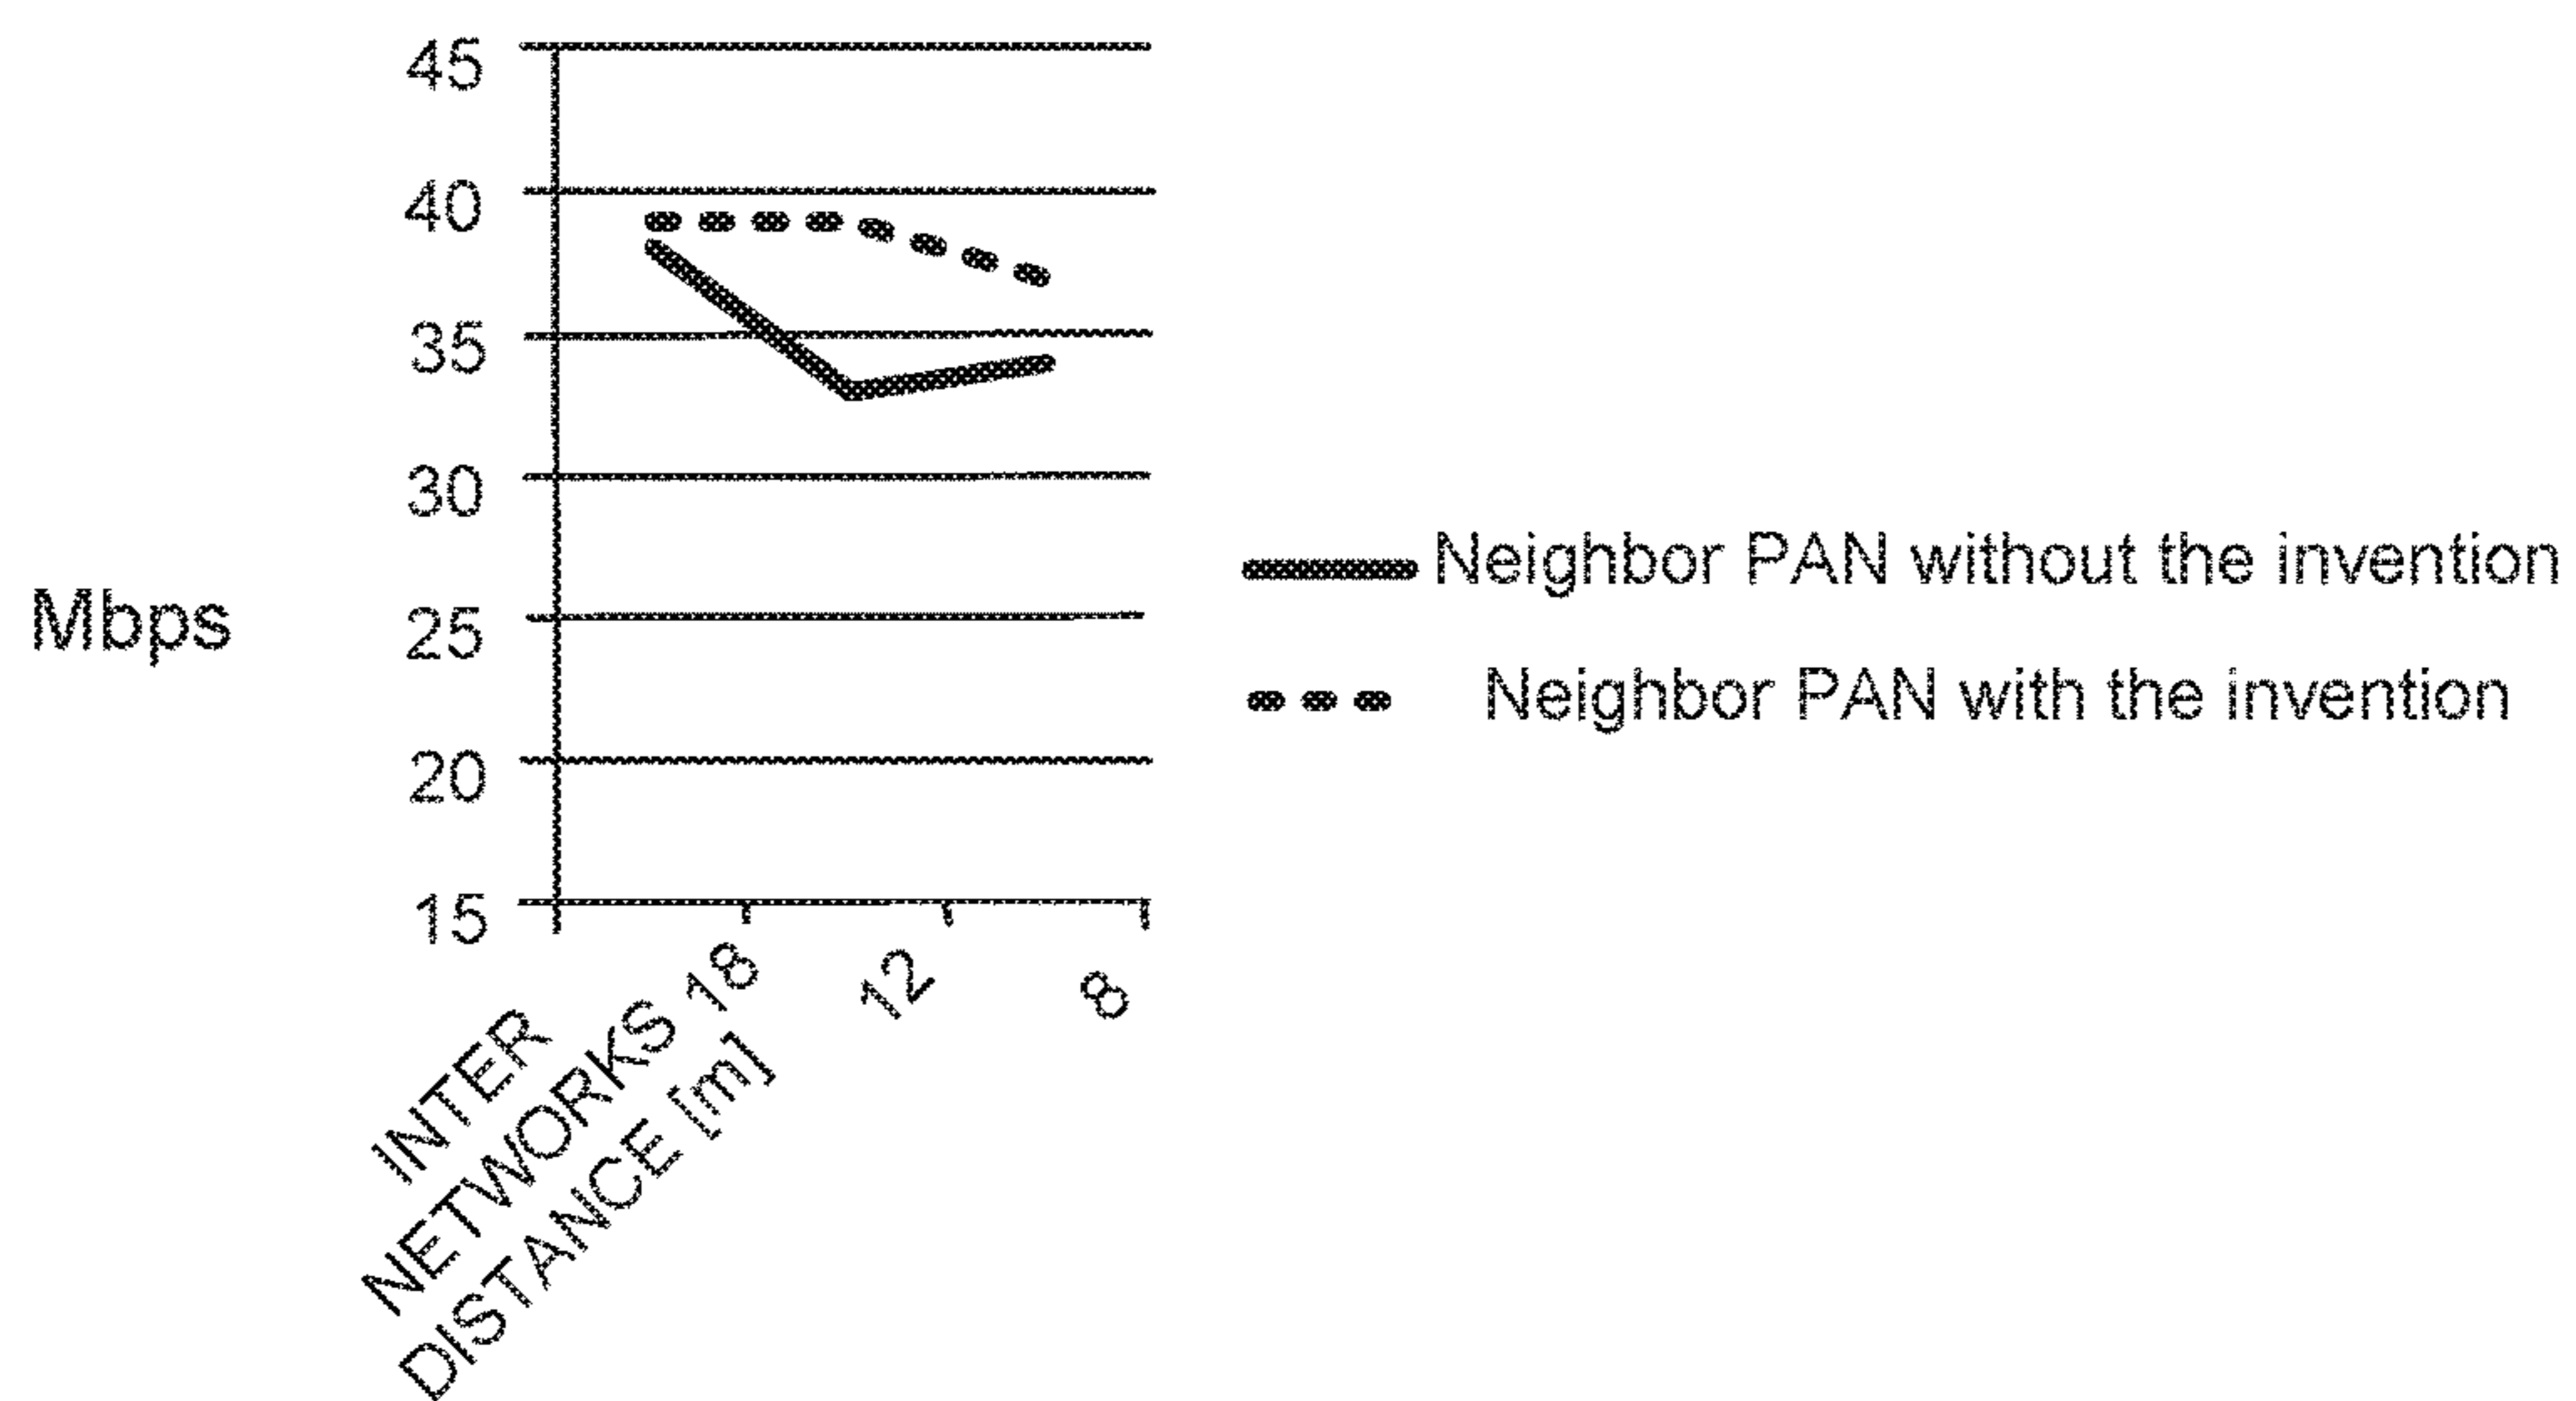 45
40
35
30
25
20
15
Mbps
Neighbor PAN without the invention
Neighbor PAN with the invention
INTER
NETWORKS 18
DISTANCE [m]
12
8